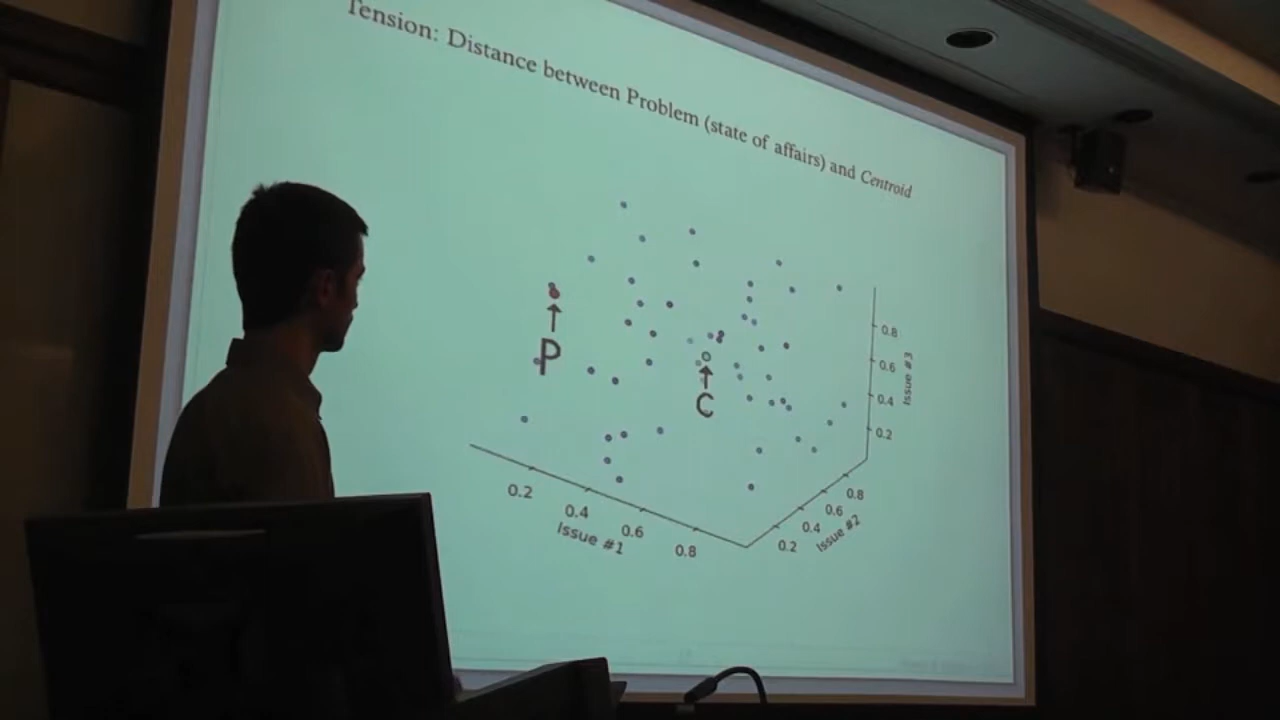 Tension: Distance between Problem (state of affairs) and Centroid
P
C
0.8
0.6
0.4
0.2
Issue #3
0.2
0.4
0.6
0.8
Issue #1
0.8
0.6
0.4
0.2
Issue #2